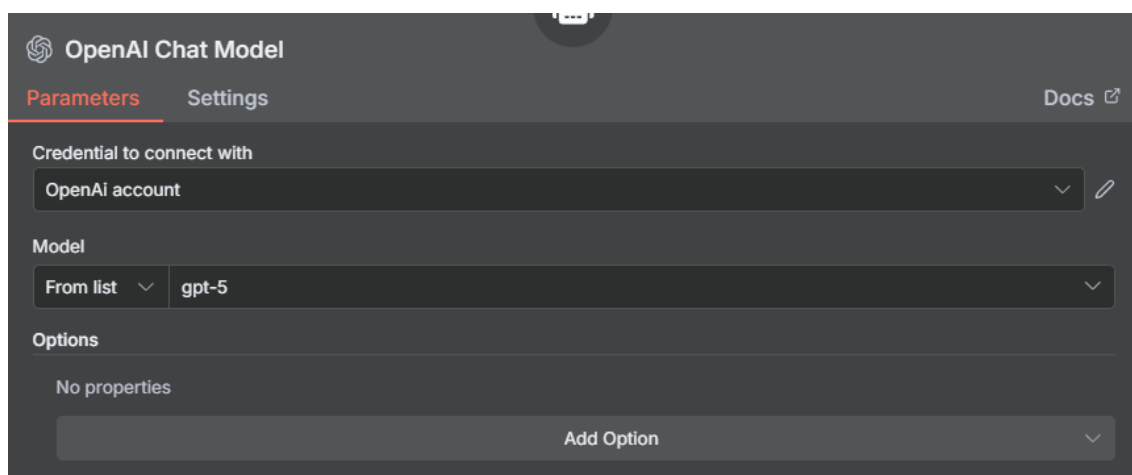 OpenAI Chat Model
Parameters Settings Docs
Credential to connect with
OpenAi account
Model
From list gpt-5
Options
No properties
Add Option